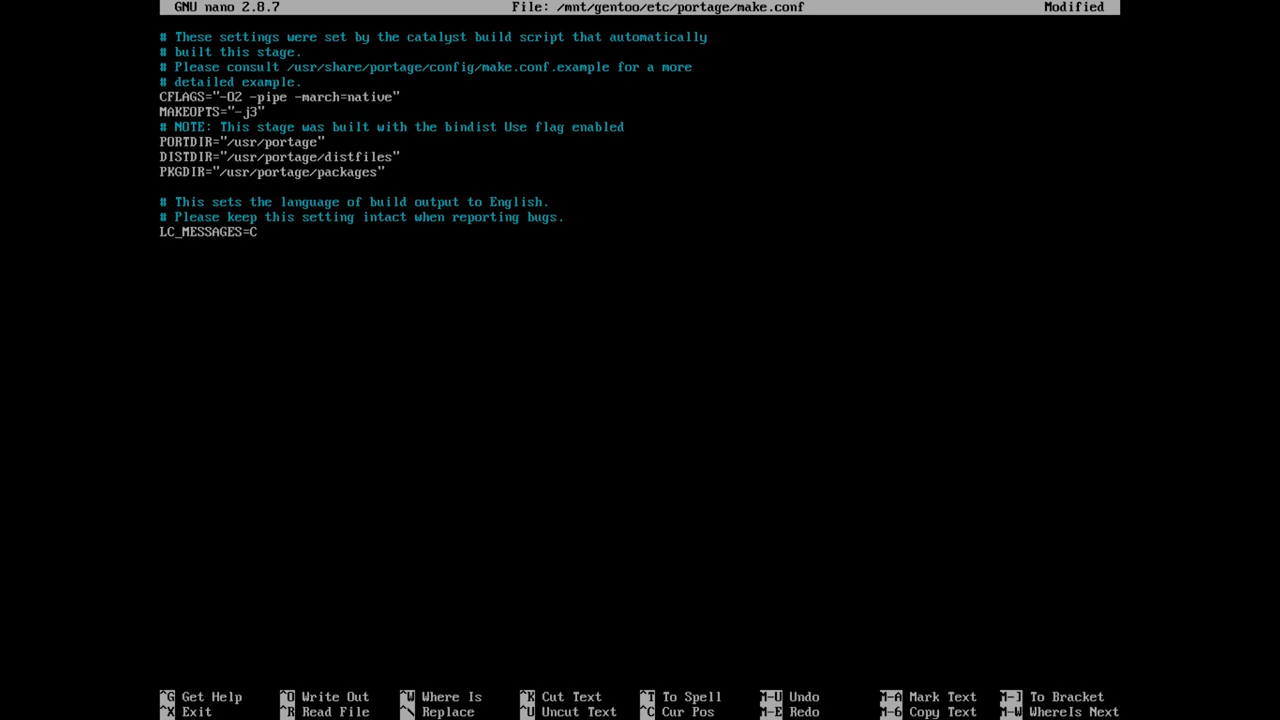 GNU nano 2.8.7 File: /mnt/gentoo/etc/portage/make.conf Modified
# These settings were set by the catalyst build script that automatically
# built this stage.
# Please consult /usr/share/portage/config/make.conf.example for a more
# detailed example.
CFLAGS="-O2 -pipe -march=native"
MAKEOPTS="-j3"
# NOTE: This stage was built with the bindist Use flag enabled
PORTDIR="/usr/portage"
DISTDIR="/usr/portage/distfiles"
PKGDIR="/usr/portage/packages"
# This sets the language of build output to English.
# Please keep this setting intact when reporting bugs.
LC_MESSAGES=C
^G Get Help ^O Write Out ^W Where Is ^K Cut Text ^T To Spell M-U Undo M-A Mark Text M-] To Bracket
^X Exit ^R Read File ^\ Replace ^U Uncut Text ^C Cur Pos M-E Redo M-6 Copy Text M-W WhereIs Next